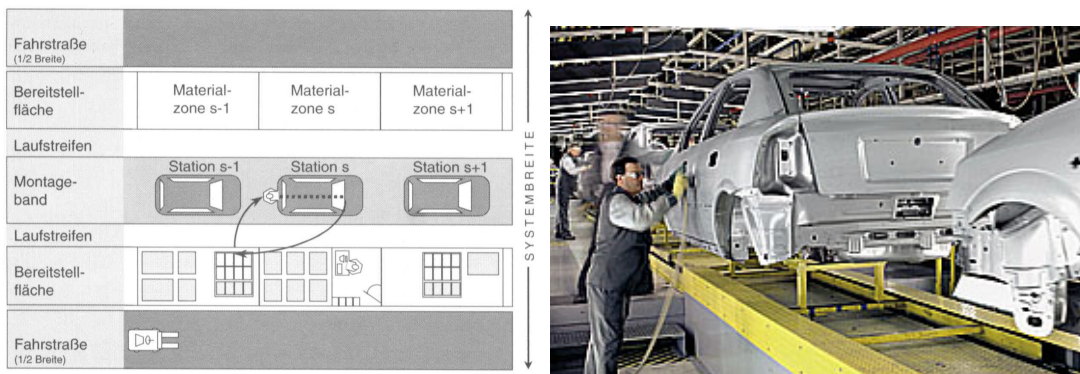 Fahrstraße
(1/2 Breite)
Bereitstell-
fläche
Material-
zone s-1
Material-
zone s
Material-
zone s+1
Laufstreifen
Montage-
band
Station s-1
Station s
Station s+1
Laufstreifen
Bereitstell-
fläche
Fahrstraße
(1/2 Breite)
SYSTEMBREITE